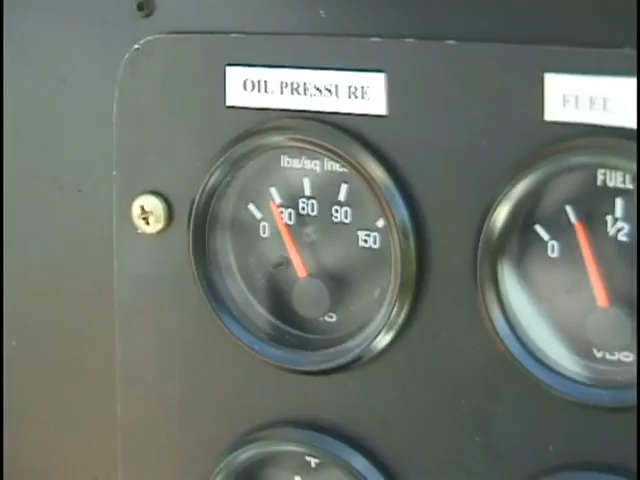 OIL PRESSURE
FUEL
lbs/sq inch
0 30 60 90 150
FUEL
0 1/2
VDO
°F